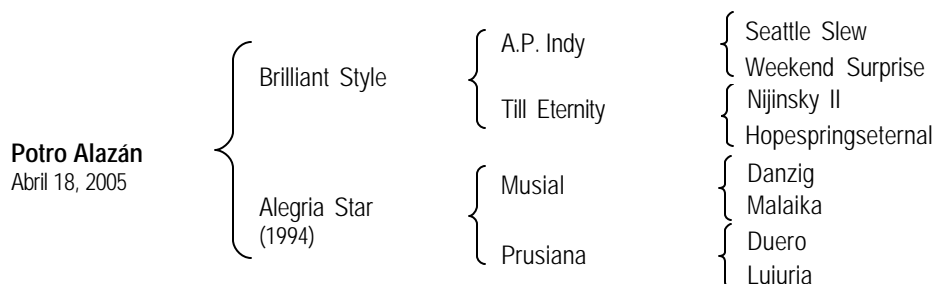 Potro Alazán
Abril 18, 2005
Brilliant Style
Alegria Star
(1994)
A.P. Indy
Till Eternity
Musial
Prusiana
Seattle Slew
Weekend Surprise
Nijinsky II
Hopespringseternal
Danzig
Malaika
Duero
Lujuria